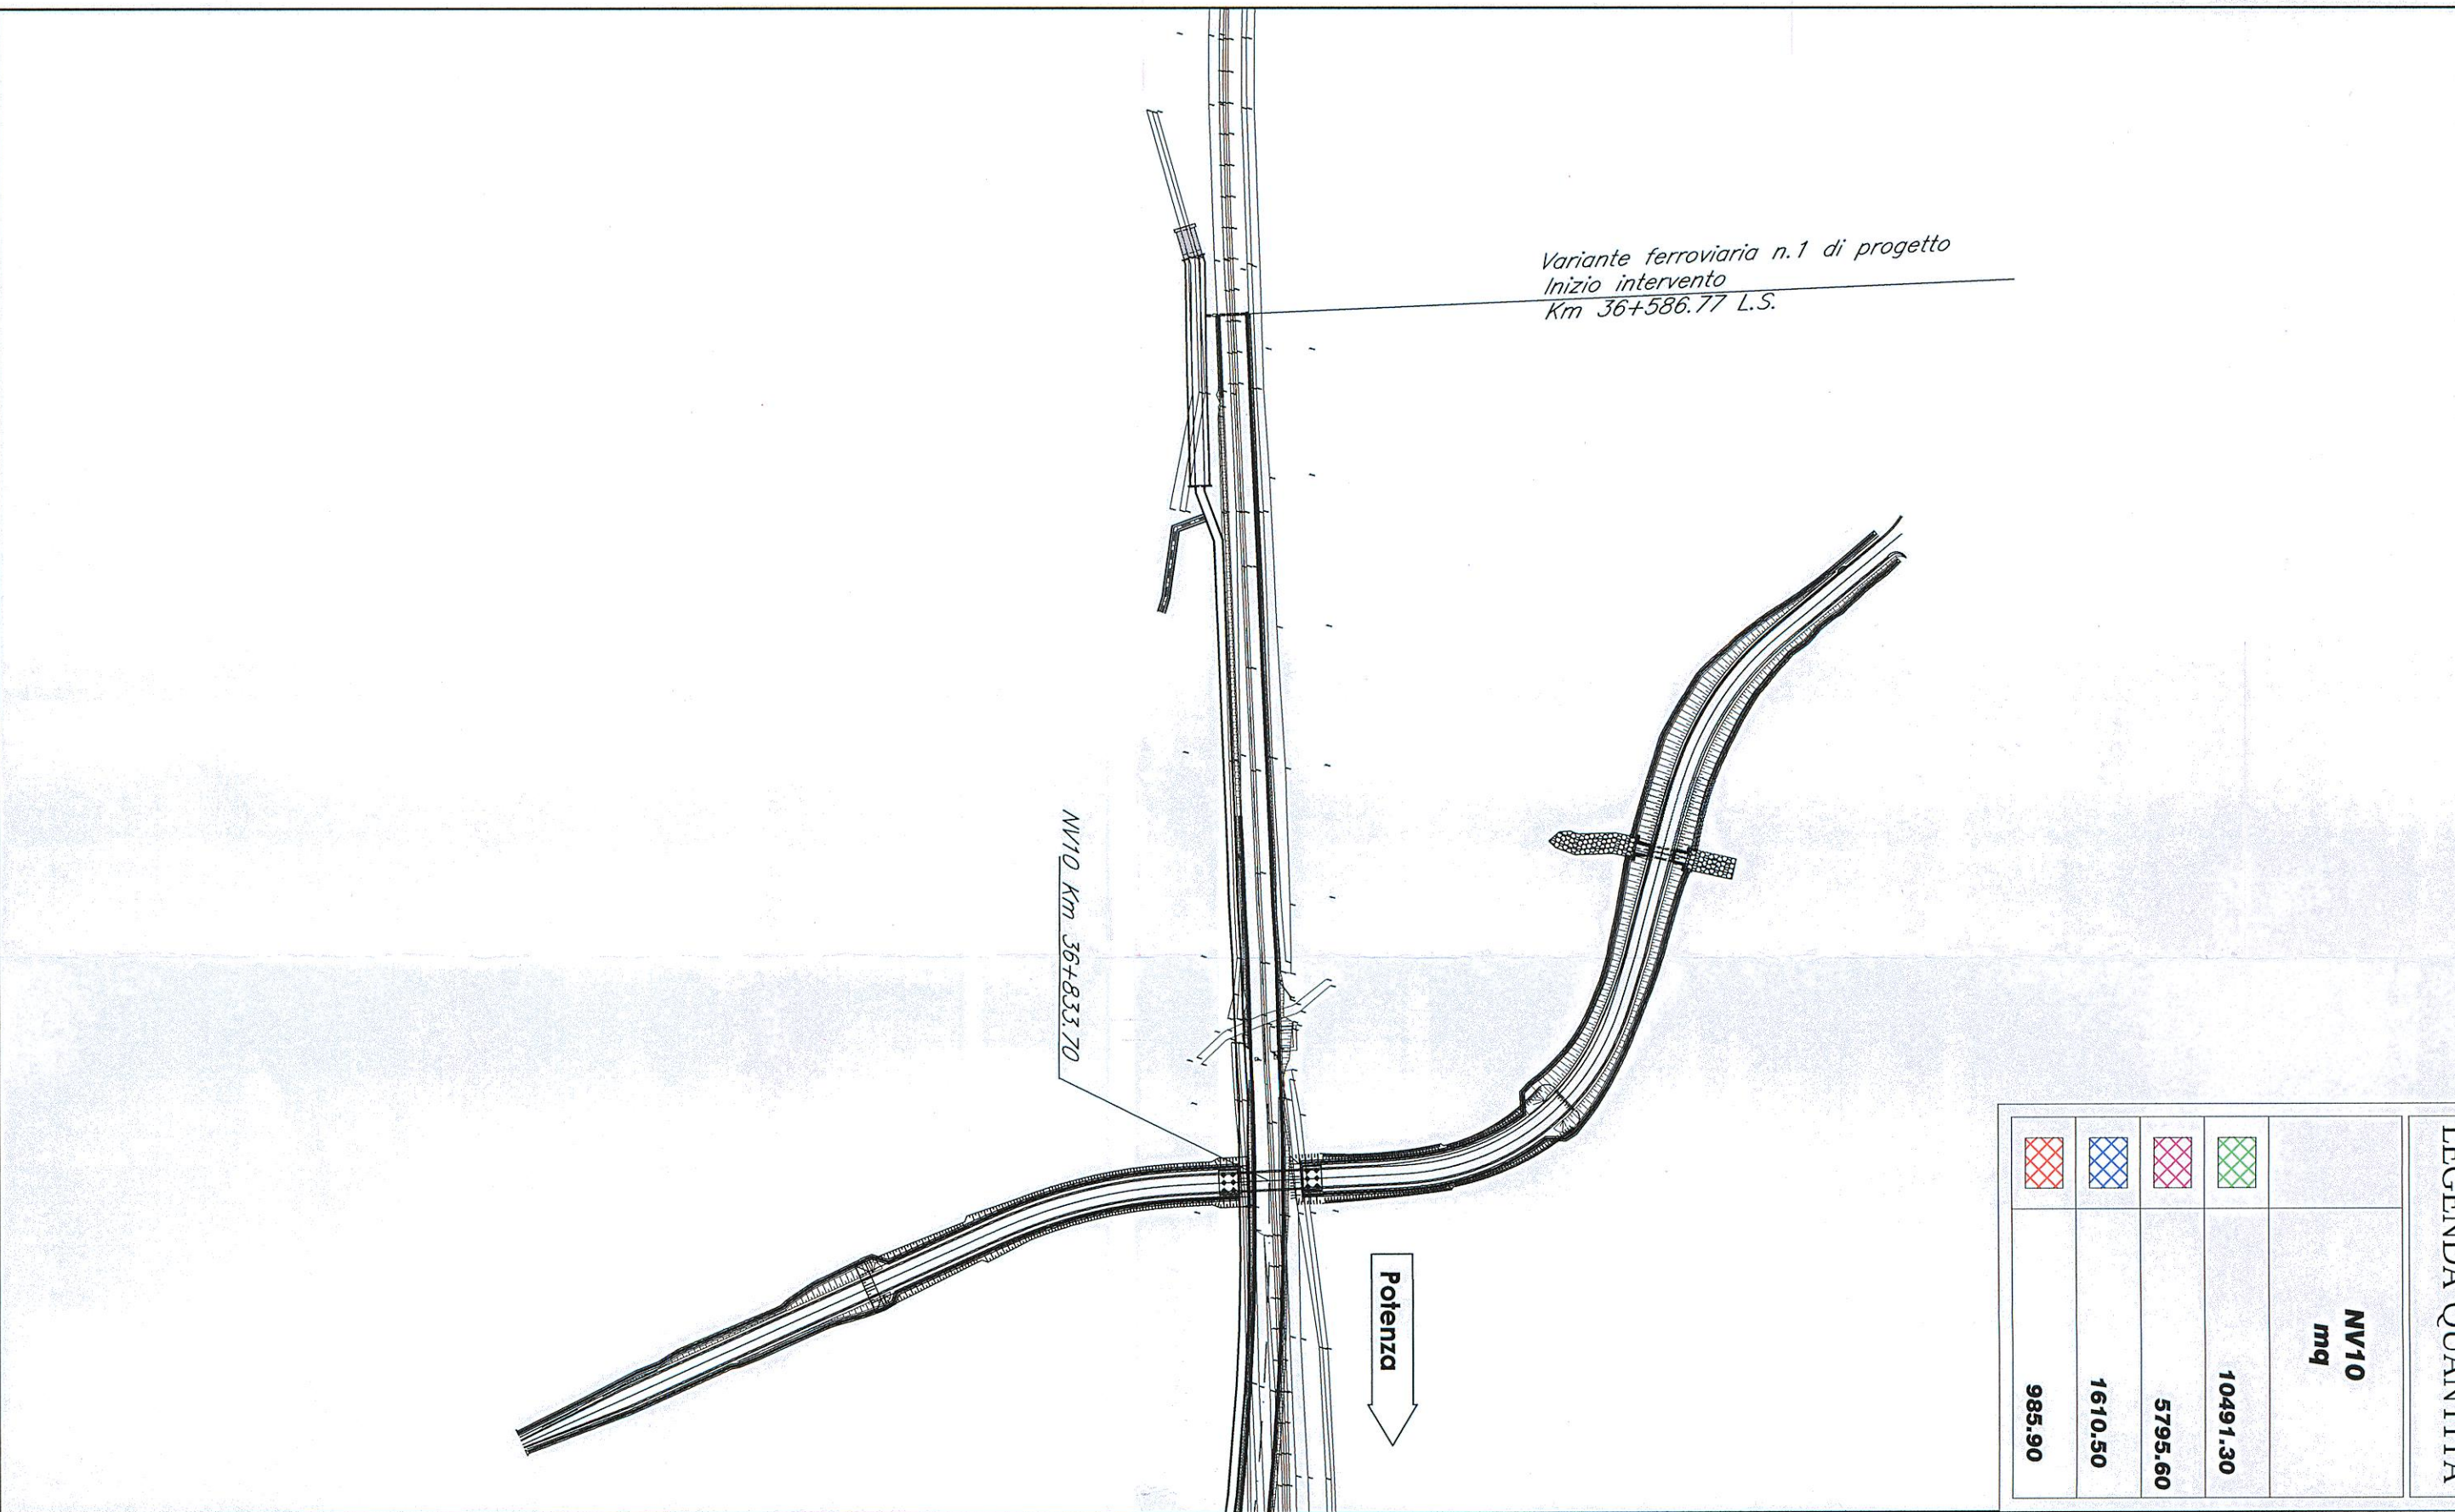 Variante ferroviaria n.1 di progetto
Inizio intervento
Km 36+586.77 L.S.
NV10 Km 36+833.70
Potenza
LEGENDA QUANTITA'
NV10
mq
10491.30
5795.60
1610.50
985.90